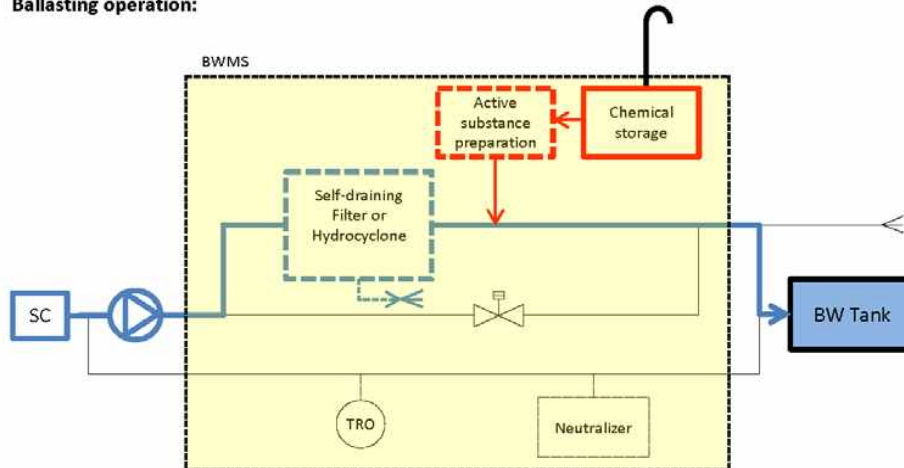 Ballasting operation:
BWMS
Active
substance
preparation
Chemical
storage
Self-draining
Filter or
Hydrocyclone
SC
BW Tank
TRO
Neutralizer